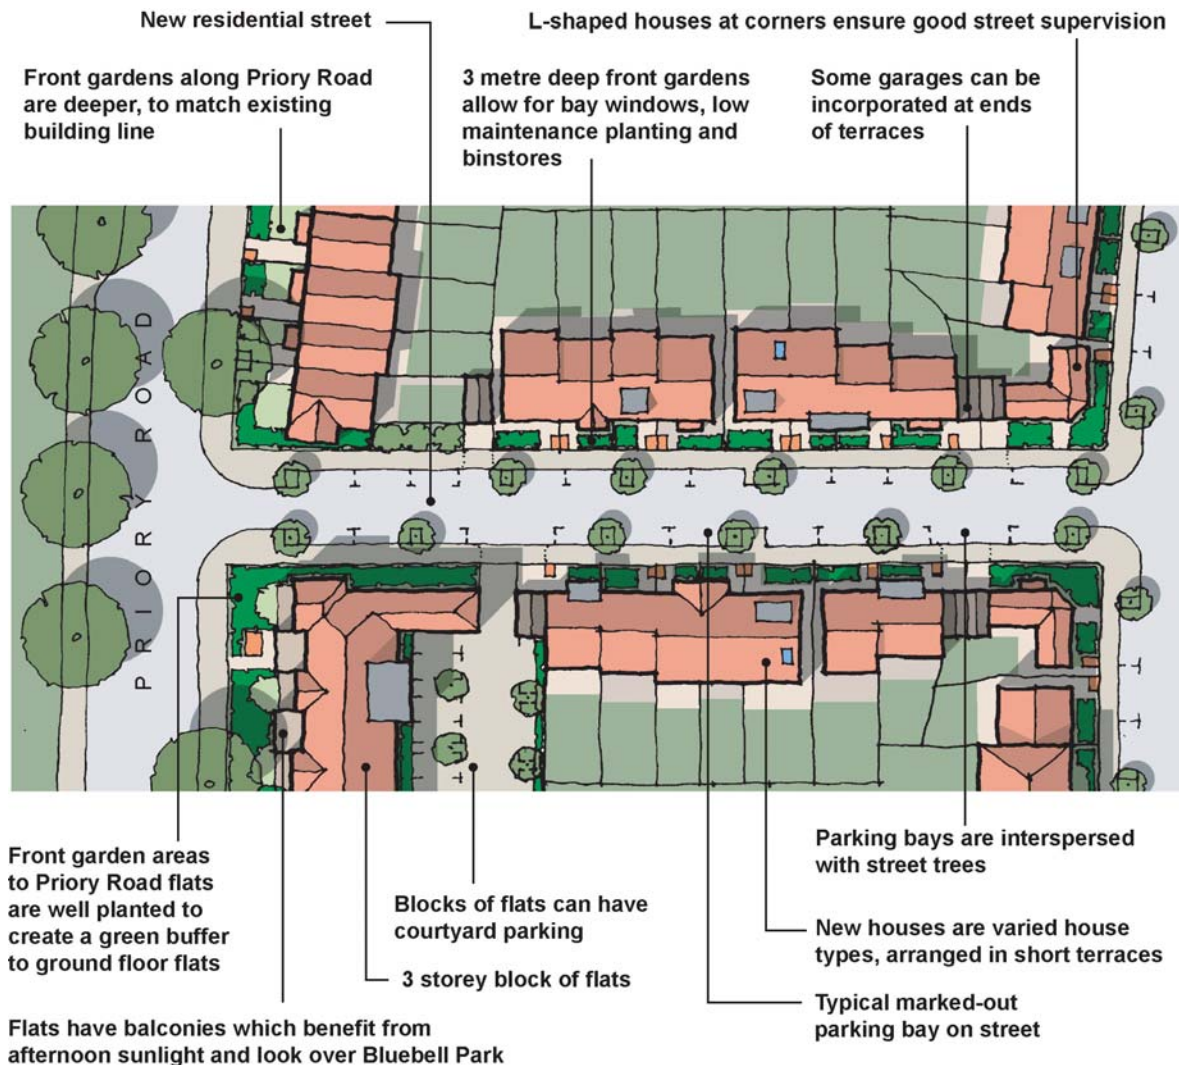 New residential street
L-shaped houses at corners ensure good street supervision
Front gardens along Priory Road
are deeper, to match existing
building line
3 metre deep front gardens
allow for bay windows, low
maintenance planting and
binstores
Some garages can be
incorporated at ends
of terraces
PRIORY ROAD
Front garden areas
to Priory Road flats
are well planted to
create a green buffer
to ground floor flats
Blocks of flats can have
courtyard parking
3 storey block of flats
Flats have balconies which benefit from
afternoon sunlight and look over Bluebell Park
Parking bays are interspersed
with street trees
New houses are varied house
types, arranged in short terraces
Typical marked-out
parking bay on street